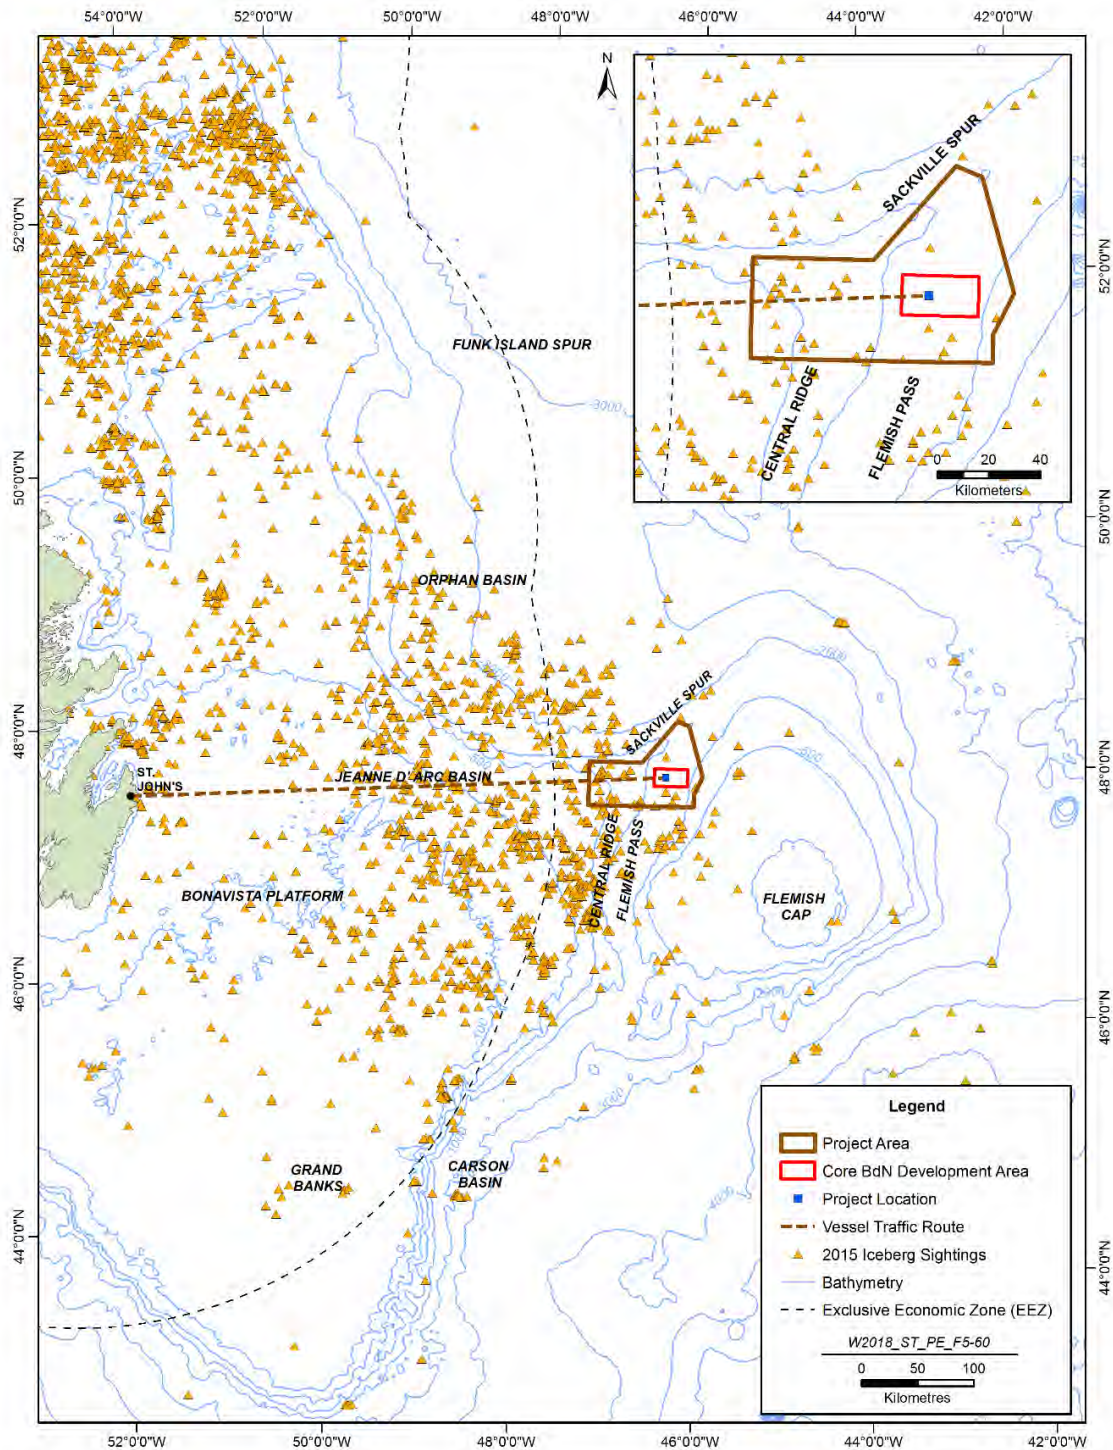 54°0'0"W
52°0'0"W
50°0'0"W
48°0'0"W
46°0'0"W
44°0'0"W
42°0'0"W
N
SACKVILLE SPUR
CENTRAL RIDGE
FLEMISH PASS
0 20 40
Kilometers
52°0'0"N
52°0'0"N
FUNK ISLAND SPUR
-3000
50°0'0"N
50°0'0"N
ORPHAN BASIN
-2000
SACKVILLE SPUR
48°0'0"N
48°0'0"N
ST.
JOHN'S
JEANNE D' ARC BASIN
CENTRAL RIDGE
FLEMISH PASS
BONAVISTA PLATFORM
FLEMISH
CAP
46°0'0"N
46°0'0"N
GRAND
BANKS
CARSON
BASIN
-4000
44°0'0"N
44°0'0"N
Legend
Project Area
Core BdN Development Area
Project Location
Vessel Traffic Route
2015 Iceberg Sightings
Bathymetry
Exclusive Economic Zone (EEZ)
W2018_ST_PE_F5-60
0 50 100
Kilometres
52°0'0"W
50°0'0"W
48°0'0"W
46°0'0"W
44°0'0"W
42°0'0"W